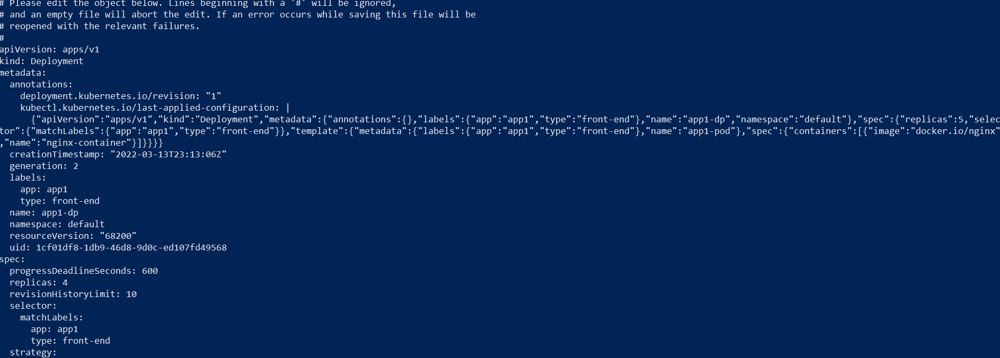 # Please edit the object below. Lines beginning with a '#' will be ignored,
# and an empty file will abort the edit. If an error occurs while saving this file will be
# reopened with the relevant failures.
#
apiVersion: apps/v1
kind: Deployment
metadata:
  annotations:
    deployment.kubernetes.io/revision: "1"
    kubectl.kubernetes.io/last-applied-configuration: |
      {"apiVersion":"apps/v1","kind":"Deployment","metadata":{"annotations":{},"labels":{"app":"app1","type":"front-end"},"name":"app1-dp","namespace":"default"},"spec":{"replicas":5,"selec
tor":{"matchLabels":{"app":"app1","type":"front-end"}},"template":{"metadata":{"labels":{"app":"app1","type":"front-end"},"name":"app1-pod"},"spec":{"containers":[{"image":"docker.io/nginx"
,"name":"nginx-container"}]}}}}
  creationTimestamp: "2022-03-13T23:13:06Z"
  generation: 2
  labels:
    app: app1
    type: front-end
  name: app1-dp
  namespace: default
  resourceVersion: "68200"
  uid: 1cf01df8-1db9-46d8-9d0c-ed107fd49568
spec:
  progressDeadlineSeconds: 600
  replicas: 4
  revisionHistoryLimit: 10
  selector:
    matchLabels:
      app: app1
      type: front-end
  strategy: